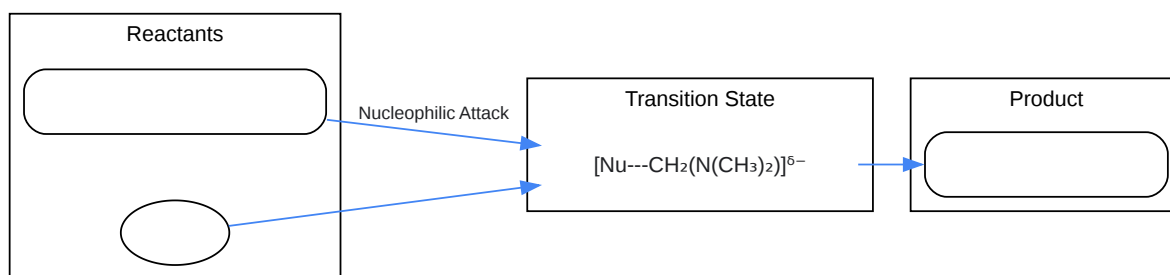 Reactants
Nucleophilic Attack
Transition State
[Nu---CH₂(N(CH₃)₂)]ᵟ⁻
Product